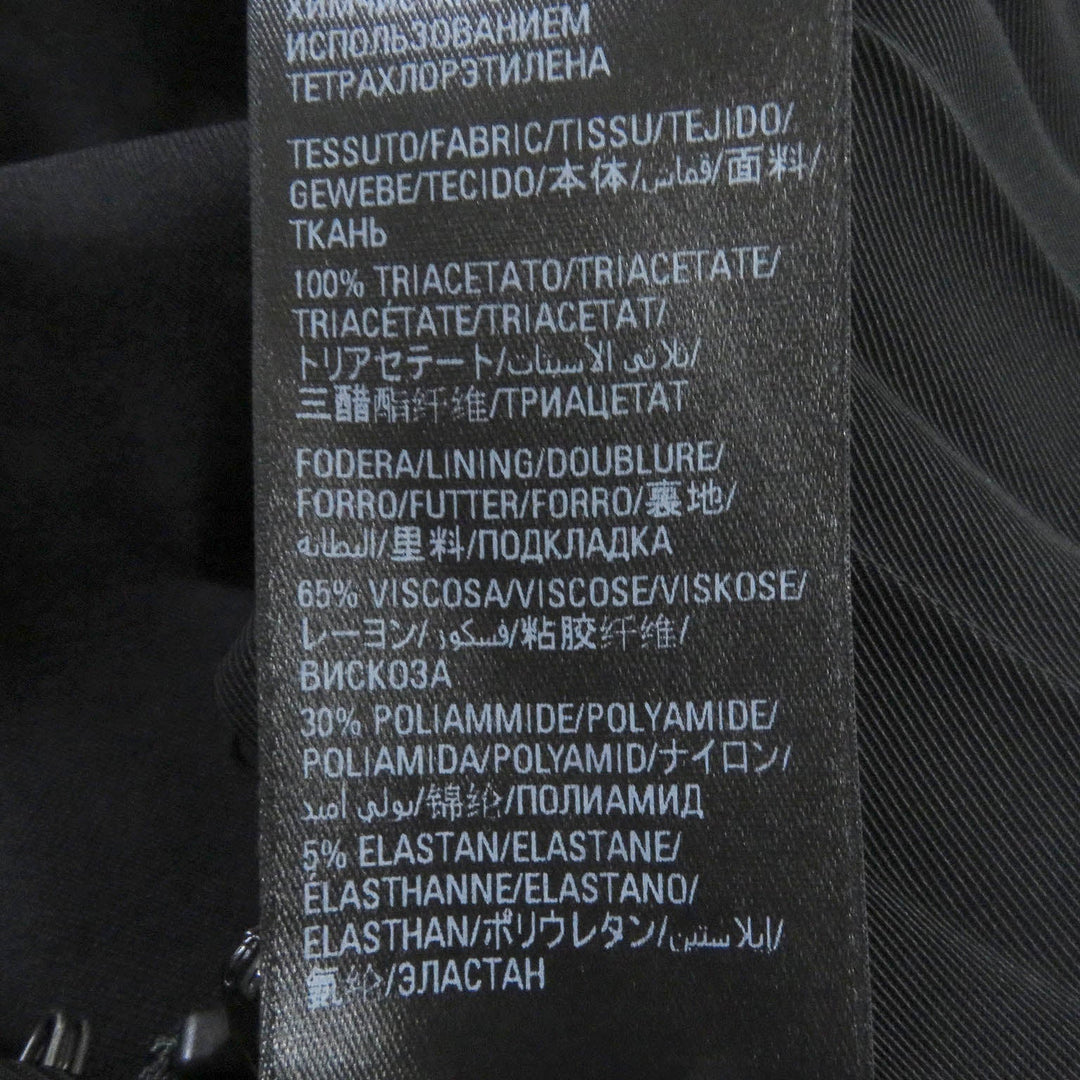 ИСПОЛЬЗОВАНИЕМ
ТЕТРАХЛОРЭТИЛЕНА
TESSUTO/FABRIC/TISSU/TEJIDO/
GEWEBE/TECIDO/本体/قماش/面料/
ТКАНЬ
100% TRIACETATO/TRIACETATE/
TRIACÉTATE/TRIACETAT/
トリアセテート/ثلاثي الأسيتات/
三醋酯纤维/ТРИАЦЕТАТ
FODERA/LINING/DOUBLURE/
FORRO/FUTTER/FORRO/裏地/
البطانة/里料/ПОДКЛАДКА
65% VISCOSA/VISCOSE/VISKOSE/
レーヨン/فسكوز/粘胶纤维/
ВИСКОЗА
30% POLIAMMIDE/POLYAMIDE/
POLIAMIDA/POLYAMID/ナイロン/
بولي أميد/锦纶/ПОЛИАМИД
5% ELASTAN/ELASTANE/
ÉLASTHANNE/ELASTANO/
ELASTHAN/ポリウレタン/إيلاستين/
氨纶/ЭЛАСТАН